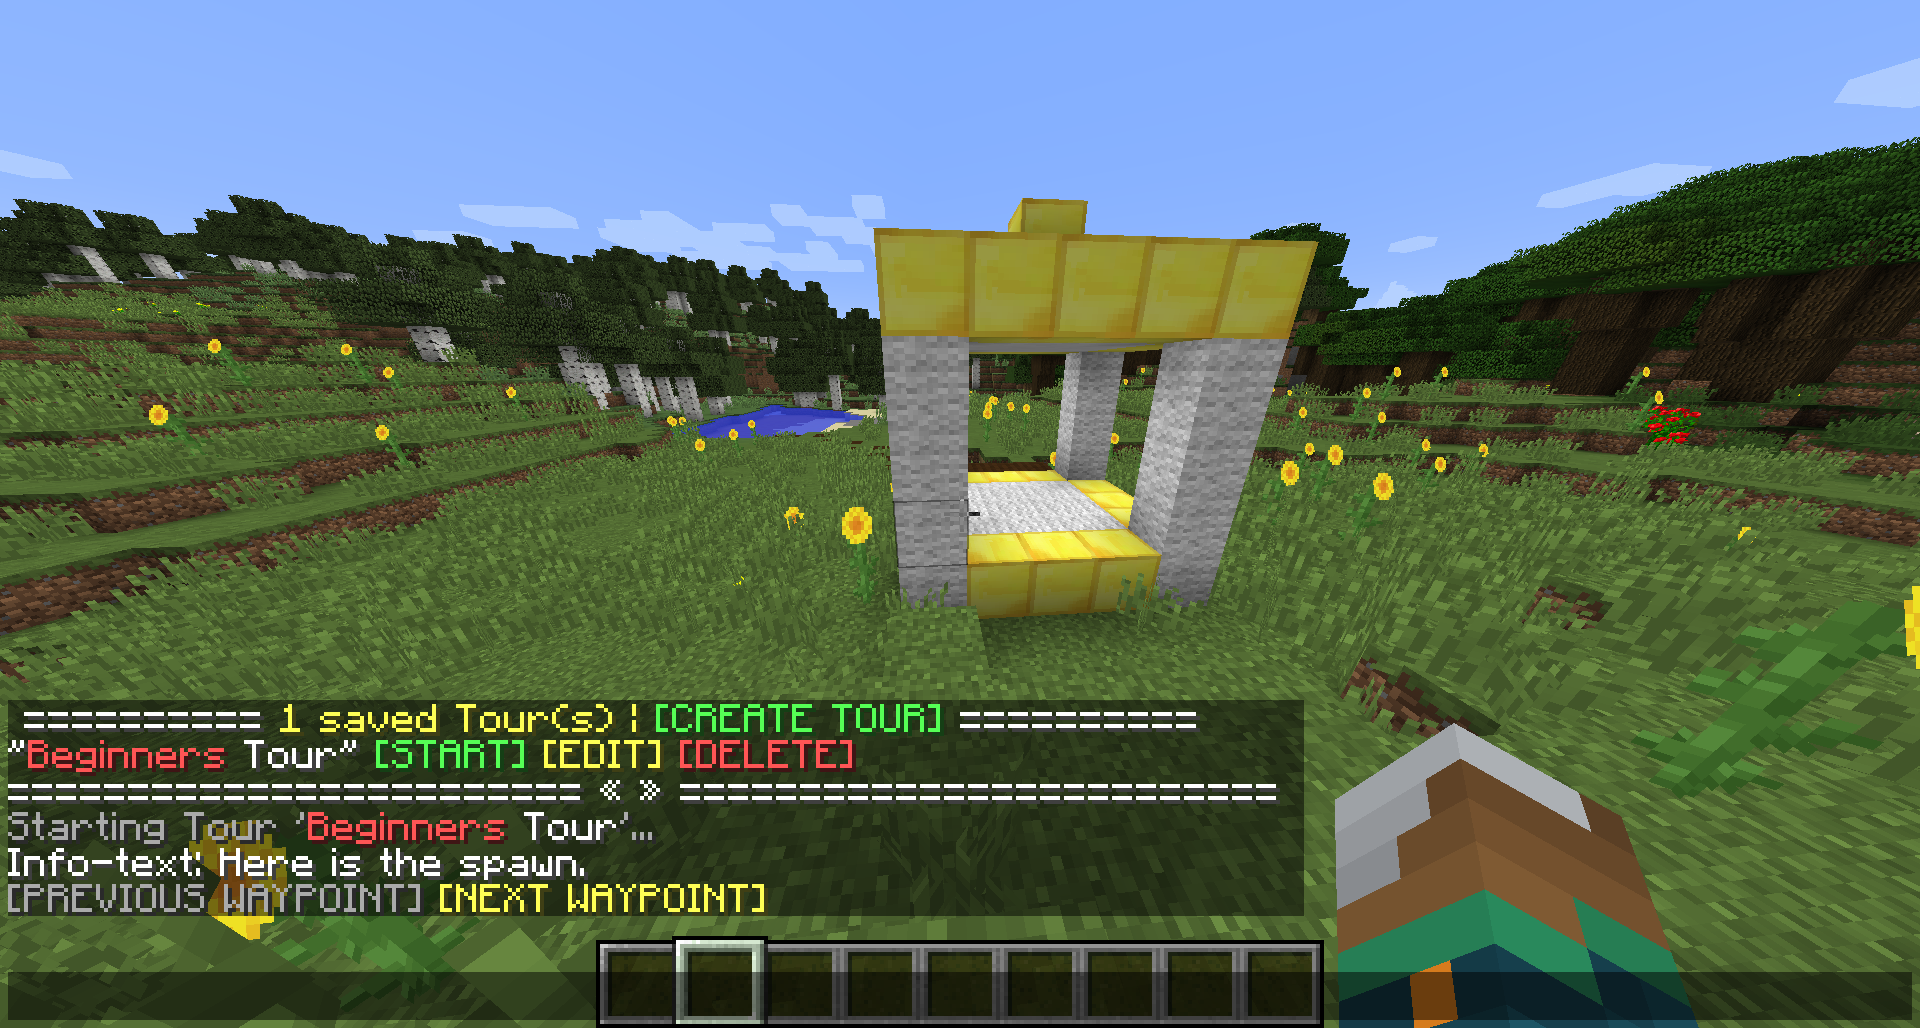 ========== 1 saved Tour(s) | [CREATE TOUR] ==========
"Beginners Tour" [START] [EDIT] [DELETE]
======================== « » =========================
Starting Tour 'Beginners Tour'...
Info-text: Here is the spawn.
[PREVIOUS WAYPOINT] [NEXT WAYPOINT]